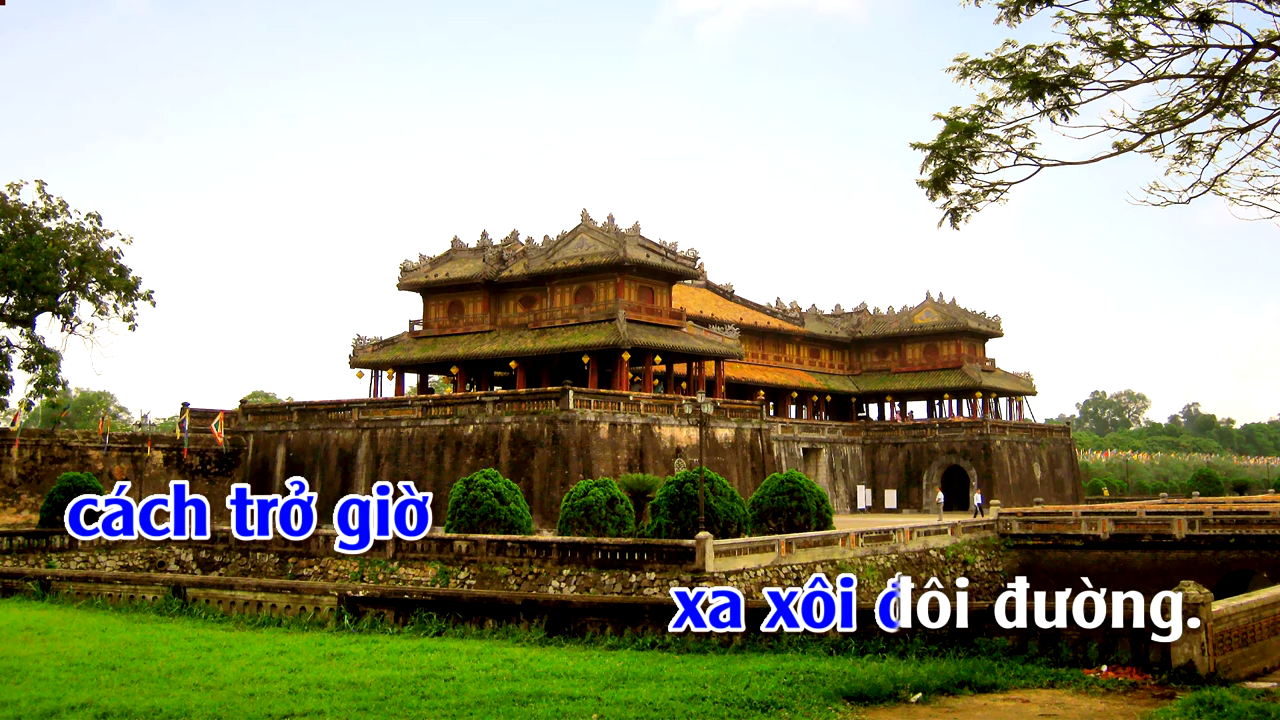 cách trở giờ
xa xôi đôi đường.